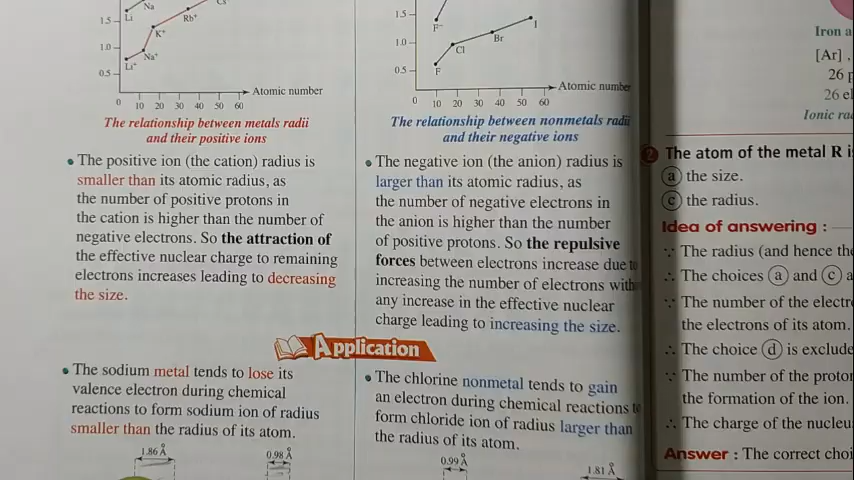 Na
Li
Rb⁺
1.5
1.0
0.5
K⁺
Na⁺
Li⁺
Atomic number
0 10 20 30 40 50 60
The relationship between metals radii
and their positive ions
• The positive ion (the cation) radius is
smaller than its atomic radius, as
the number of positive protons in
the cation is higher than the number of
negative electrons. So the attraction of
the effective nuclear charge to remaining
electrons increases leading to decreasing
the size.
1.5
1.0
0.5
F⁻
I
Br
Cl
F
Atomic number
0 10 20 30 40 50 60
The relationship between nonmetals radii
and their negative ions
• The negative ion (the anion) radius is
larger than its atomic radius, as
the number of negative electrons in
the anion is higher than the number
of positive protons. So the repulsive
forces between electrons increase due to
increasing the number of electrons with
any increase in the effective nuclear
charge leading to increasing the size.
Application
• The sodium metal tends to lose its
valence electron during chemical
reactions to form sodium ion of radius
smaller than the radius of its atom.
1.86 Å
0.98 Å
• The chlorine nonmetal tends to gain
an electron during chemical reactions to
form chloride ion of radius larger than
the radius of its atom.
0.99 Å
1.81 Å
Iron a
[Ar] ,
26 p
26 el
Ionic rad
2 The atom of the metal R i
a the size.
c the radius.
Idea of answering :
∵ The radius (and hence the
∴ The choices a and c a
∵ The number of the electr
the electrons of its atom.
∴ The choice d is exclude
∵ The number of the proto
the formation of the ion.
∴ The charge of the nucleu
Answer : The correct choi